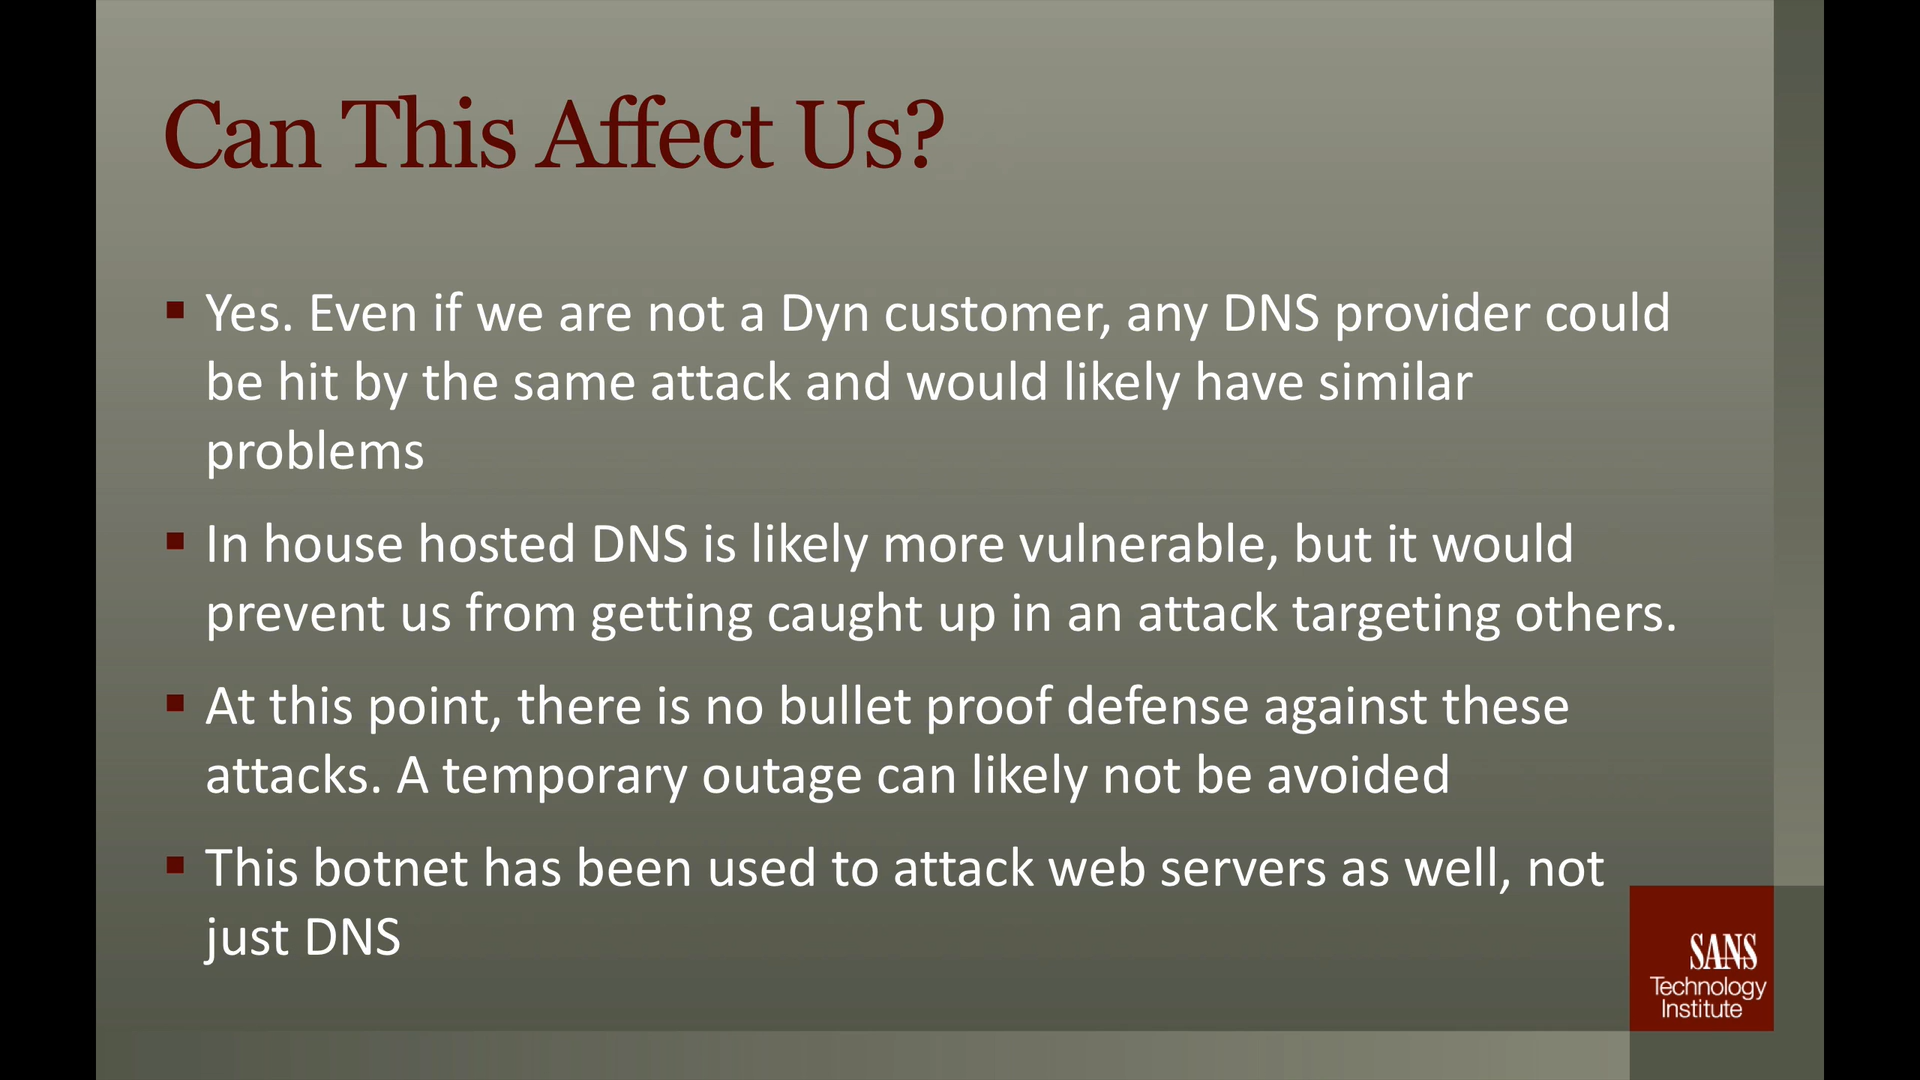 Can This Affect Us?
Yes. Even if we are not a Dyn customer, any DNS provider could
be hit by the same attack and would likely have similar
problems
In house hosted DNS is likely more vulnerable, but it would
prevent us from getting caught up in an attack targeting others.
At this point, there is no bullet proof defense against these
attacks. A temporary outage can likely not be avoided
This botnet has been used to attack web servers as well, not
just DNS
SANS
Technology
Institute